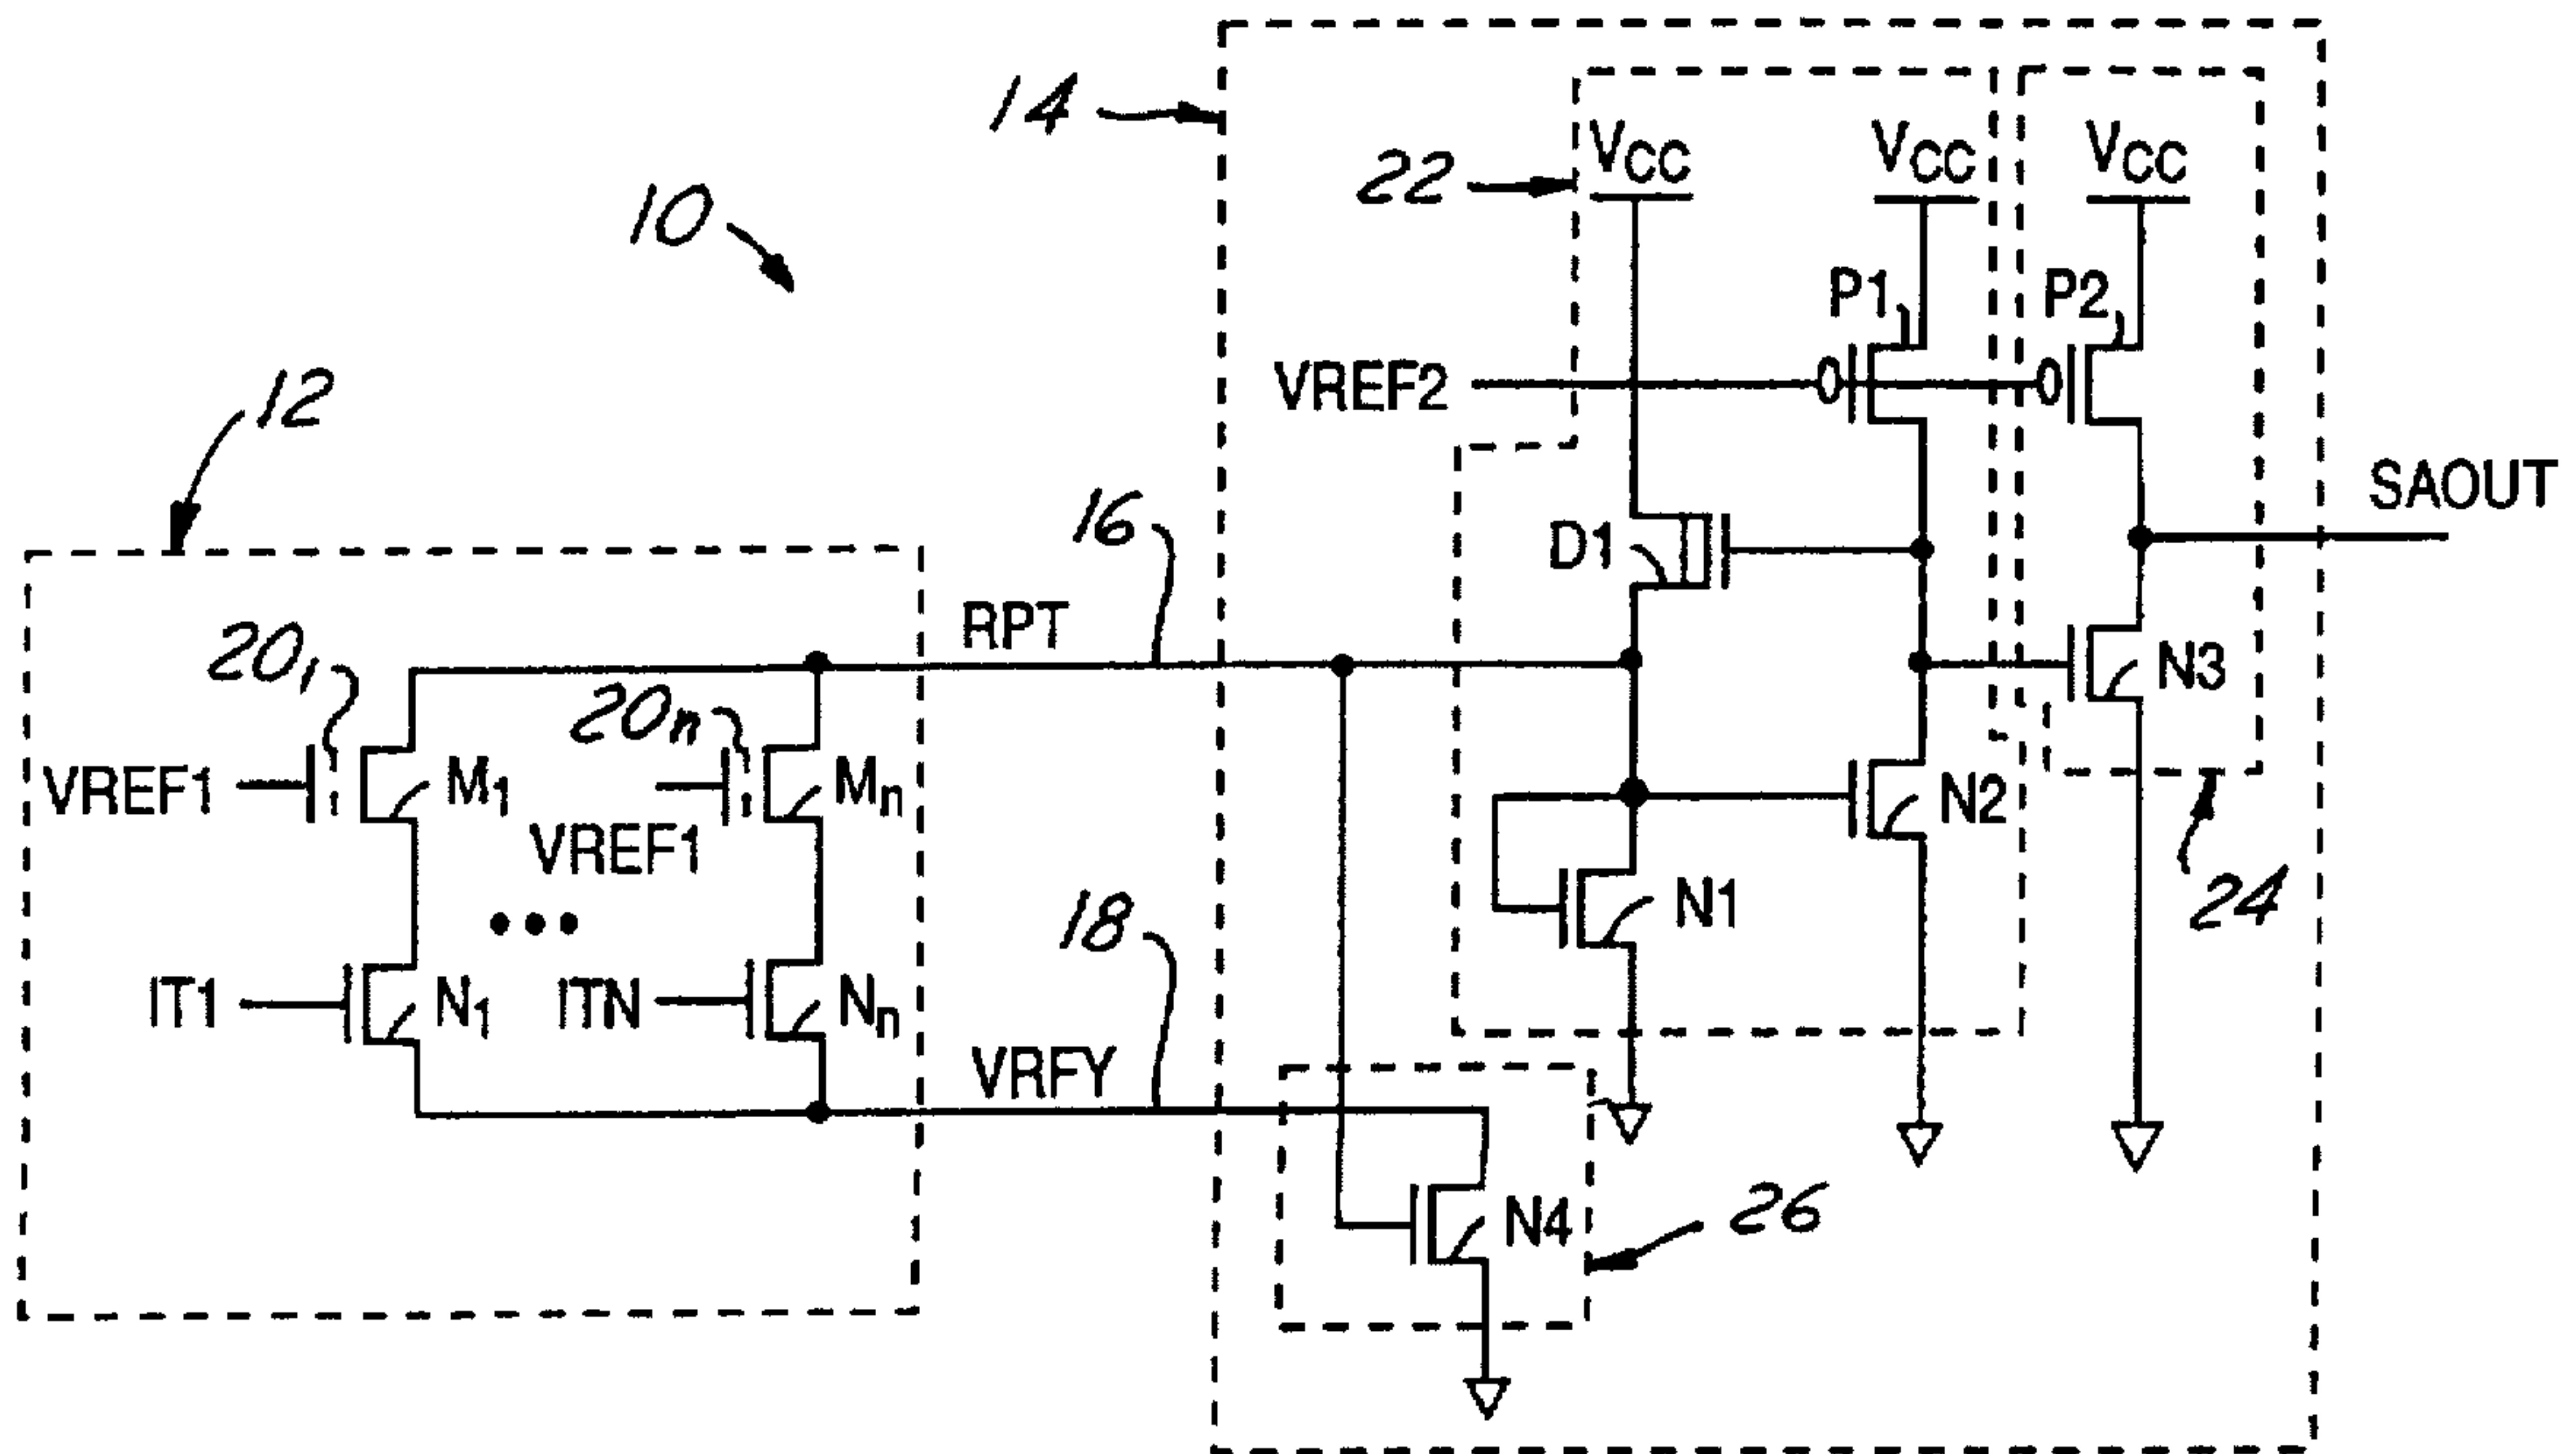 14
22
VCC
VCC
VCC
10
P1
P2
VREF2
12
SAOUT
16
D1
RPT
201
20n
N3
VREF1
M1
Mn
N2
VREF1
18
N1
24
IT1
N1
ITN
Nn
VRFY
N4
26